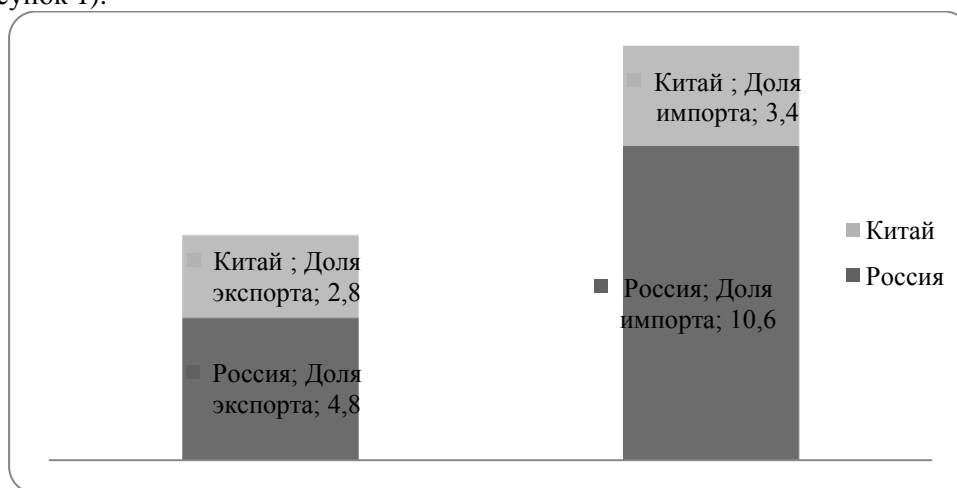 сунок 1).
Китай ; Доля
импорта; 3,4
Китай ; Доля
экспорта; 2,8
Россия; Доля
импорта; 10,6
Россия; Доля
экспорта; 4,8
Китай
Россия